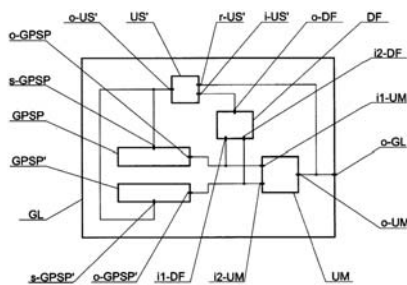 o-US' US' r-US' i-US' o-DF DF
o-GPSP
s-GPSP
i2-DF
GPSP
i1-UM
GPSP'
o-GL
GL
o-UM
s-GPSP' o-GPSP' i1-DF i2-UM UM